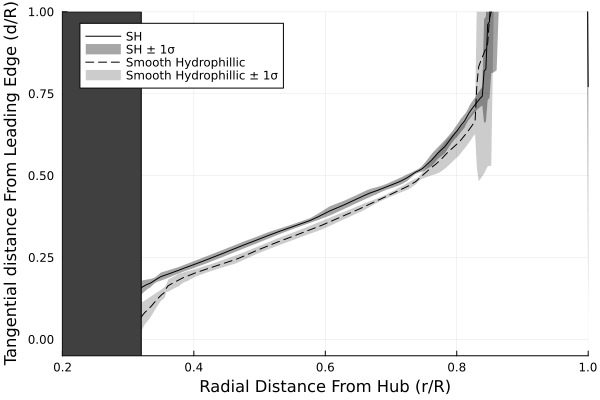 Tangential distance From Leading Edge (d/R)
1.00
0.75
0.50
0.25
0.00
SH
SH ± 1σ
Smooth Hydrophillic
Smooth Hydrophillic ± 1σ
0.2 0.4 0.6 0.8 1.0
Radial Distance From Hub (r/R)